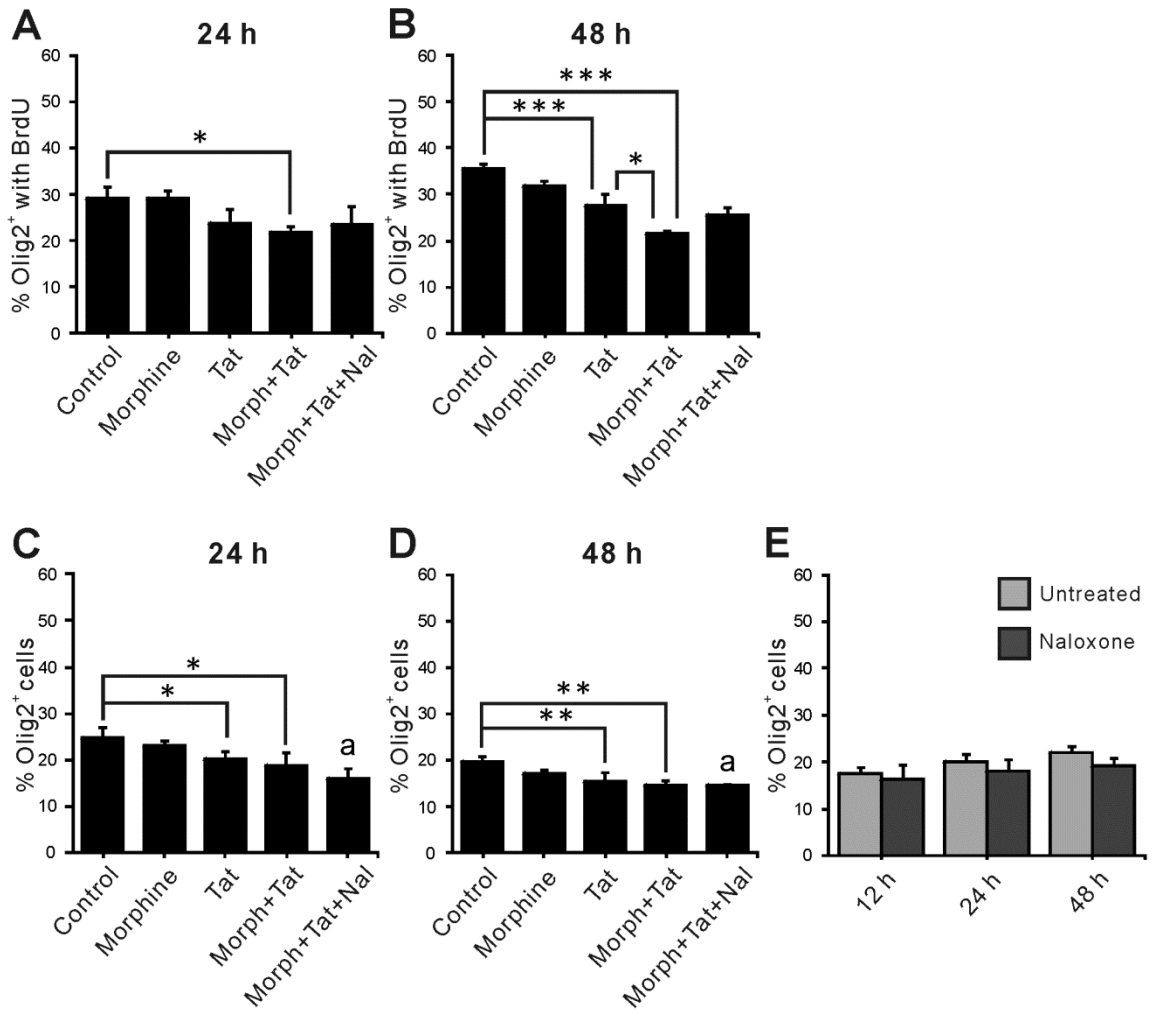 A
24 h
% Olig2⁺ with BrdU
60
50
40
30
20
10
0
*
Control
Morphine
Tat
Morph+Tat
Morph+Tat+Nal
B
48 h
% Olig2⁺ with BrdU
60
50
40
30
20
10
0
***
***
*
Control
Morphine
Tat
Morph+Tat
Morph+Tat+Nal
C
24 h
% Olig2⁺ cells
60
50
40
30
20
10
0
*
*
a
Control
Morphine
Tat
Morph+Tat
Morph+Tat+Nal
D
48 h
% Olig2⁺ cells
60
50
40
30
20
10
0
**
**
a
Control
Morphine
Tat
Morph+Tat
Morph+Tat+Nal
E
% Olig2⁺ cells
60
50
40
30
20
10
0
Untreated
Naloxone
12 h
24 h
48 h